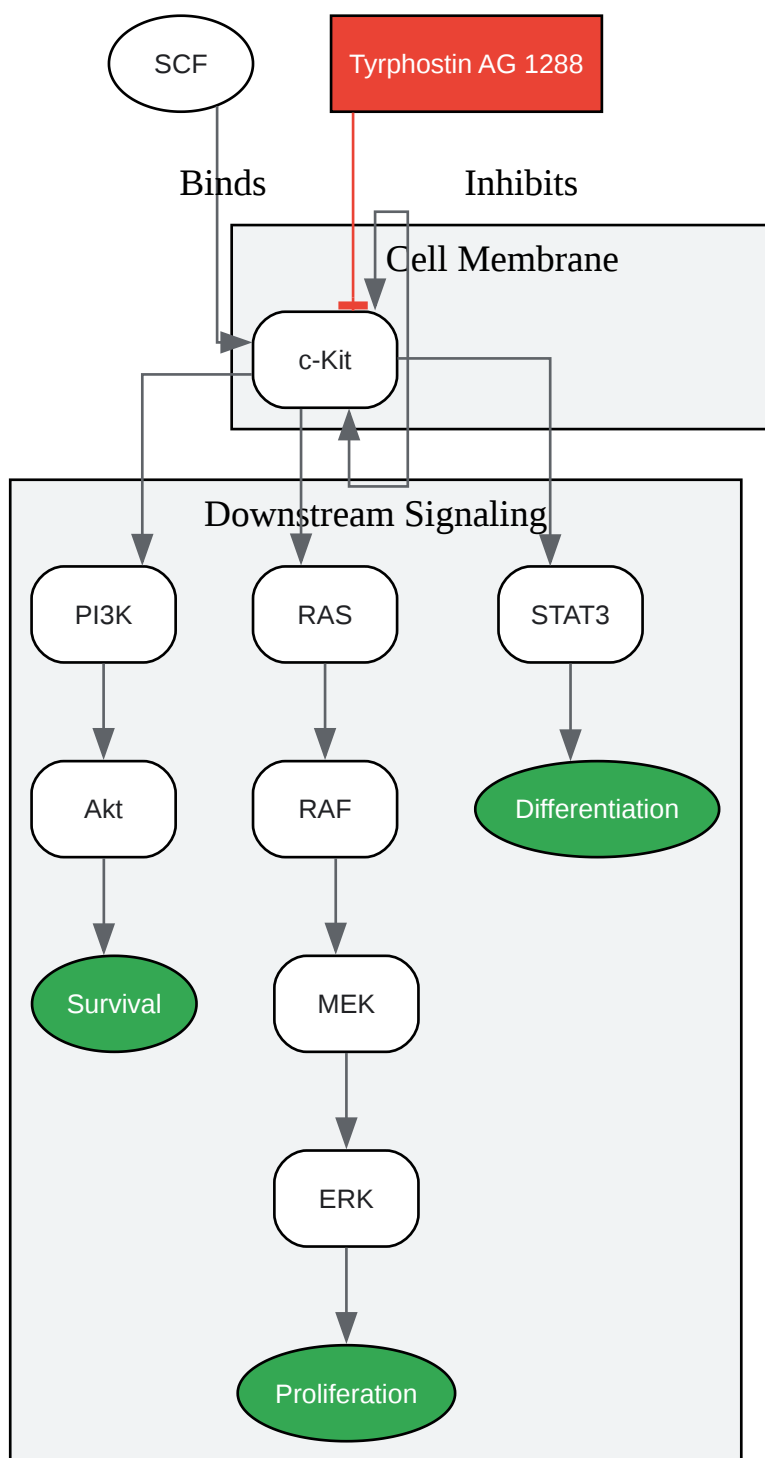 SCF
Tyrphostin AG 1288
Binds
Inhibits
Cell Membrane
c-Kit
Downstream Signaling
PI3K
RAS
STAT3
Akt
RAF
Differentiation
Survival
MEK
ERK
Proliferation